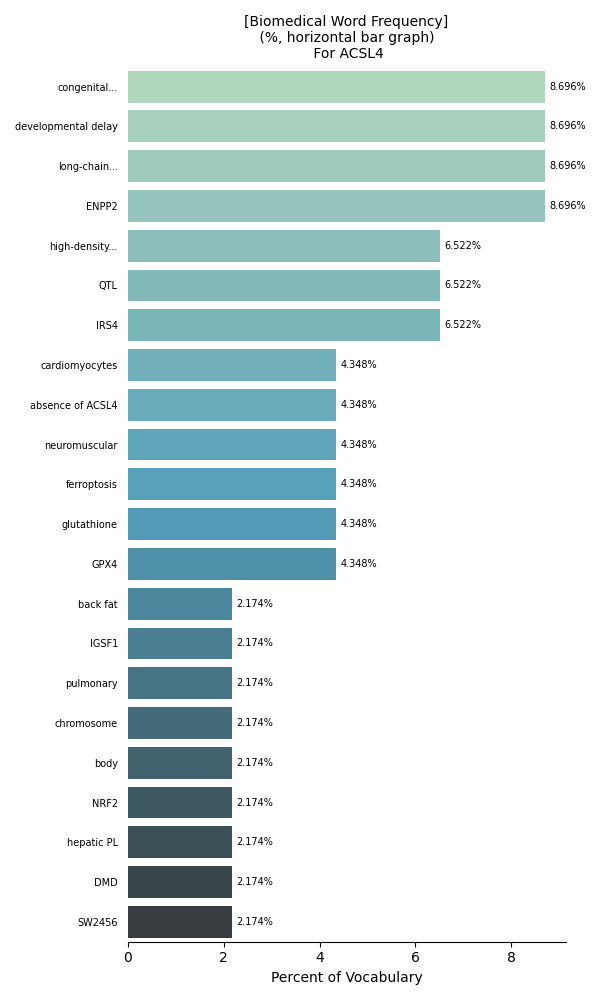 [Biomedical Word Frequency]
(%, horizontal bar graph)
For ACSL4
congenital... 8.696%
developmental delay 8.696%
long-chain... 8.696%
ENPP2 8.696%
high-density... 6.522%
QTL 6.522%
IRS4 6.522%
cardiomyocytes 4.348%
absence of ACSL4 4.348%
neuromuscular 4.348%
ferroptosis 4.348%
glutathione 4.348%
GPX4 4.348%
back fat 2.174%
IGSF1 2.174%
pulmonary 2.174%
chromosome 2.174%
body 2.174%
NRF2 2.174%
hepatic PL 2.174%
DMD 2.174%
SW2456 2.174%
0 2 4 6 8
Percent of Vocabulary